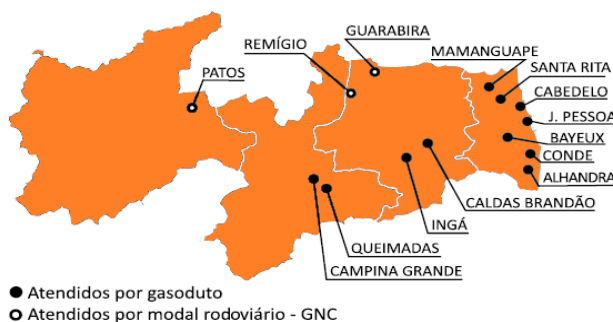 GUARABIRA
REMÍGIO
MAMANGUAPE
PATOS
SANTA RITA
CABEDELO
J. PESSOA
BAYEUX
CONDE
ALHANDRA
CALDAS BRANDÃO
INGÁ
QUEIMADAS
CAMPINA GRANDE
Atendidos por gasoduto
Atendidos por modal rodoviário - GNC